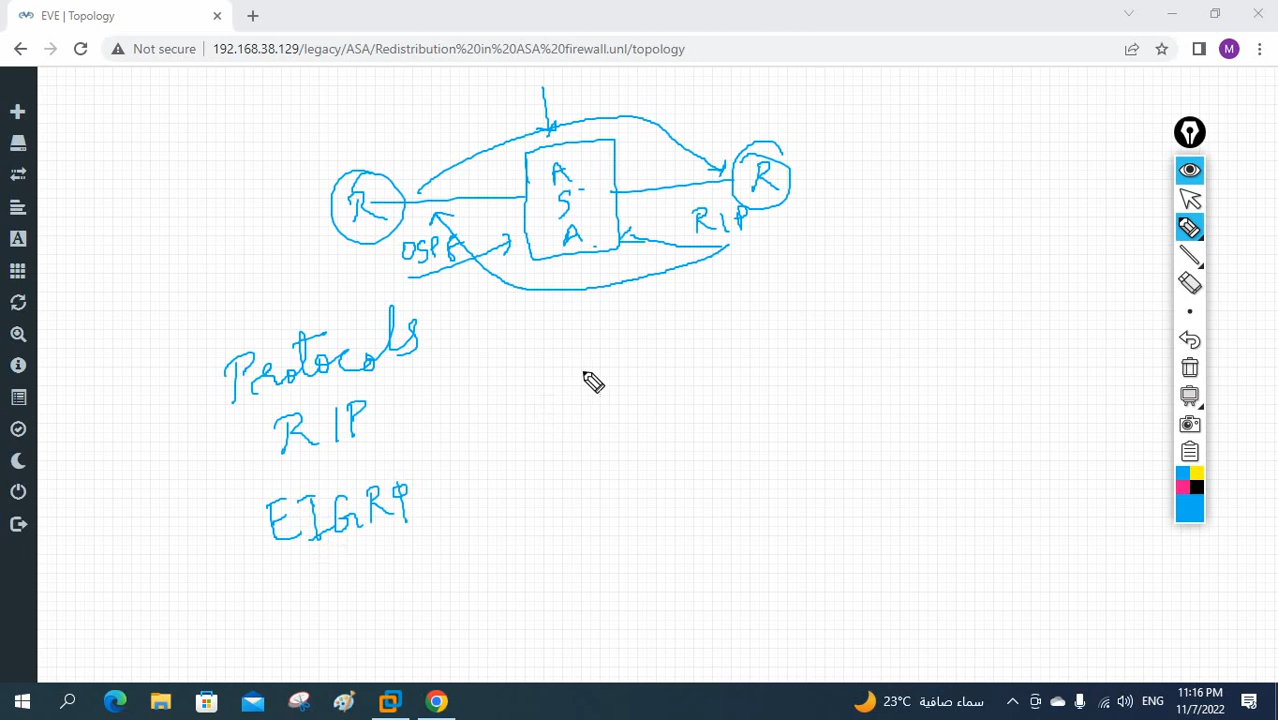 EVE | Topology
Not secure
192.168.38.129/legacy/ASA/Redistribution%20in%20ASA%20firewall.unl/topology
M
A
S
A
R
R
RIP
OSPF
Protocols
RIP
EIGRP
A
23°C سماء صافية
ENG
11:16 PM
11/7/2022